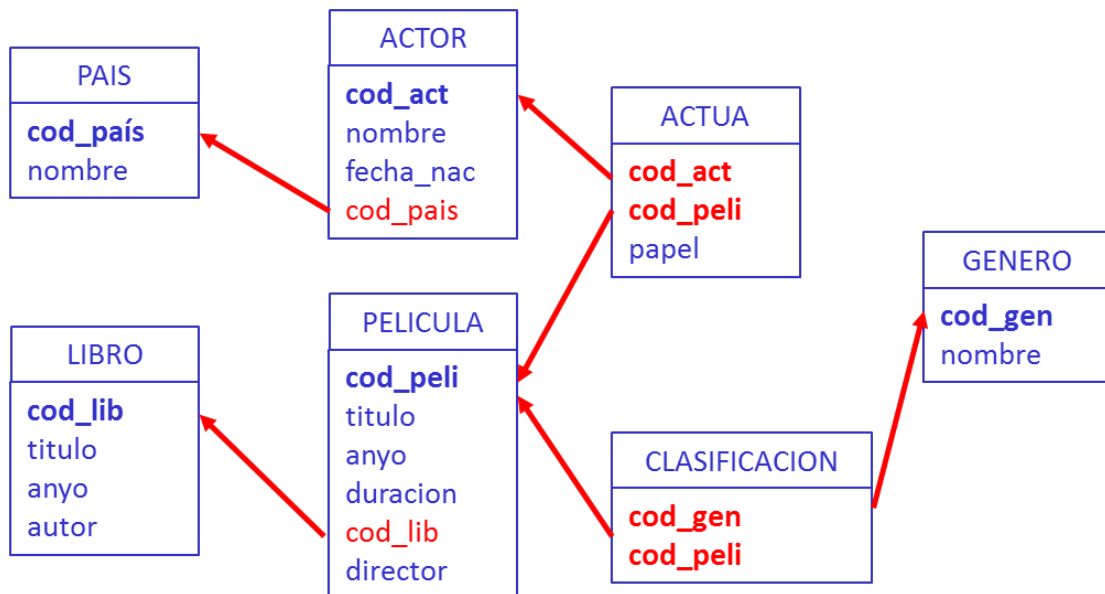 PAIS
cod_país
nombre
ACTOR
cod_act
nombre
fecha_nac
cod_pais
ACTUA
cod_act
cod_peli
papel
GENERO
cod_gen
nombre
LIBRO
cod_lib
titulo
anyo
autor
PELICULA
cod_peli
titulo
anyo
duracion
cod_lib
director
CLASIFICACION
cod_gen
cod_peli